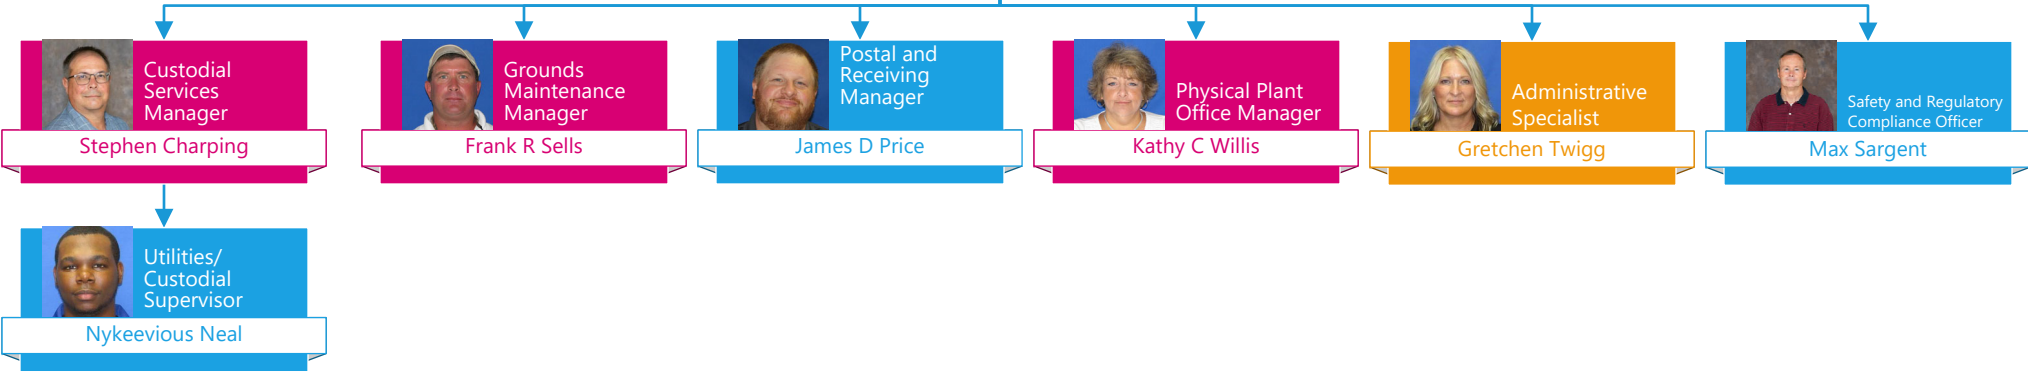 Custodial
Services
Manager
Stephen Charping
Grounds
Maintenance
Manager
Frank R Sells
Postal and
Receiving
Manager
James D Price
Physical Plant
Office Manager
Kathy C Willis
Administrative
Specialist
Gretchen Twigg
Safety and Regulatory
Compliance Officer
Max Sargent
Utilities/
Custodial
Supervisor
Nykeevious Neal